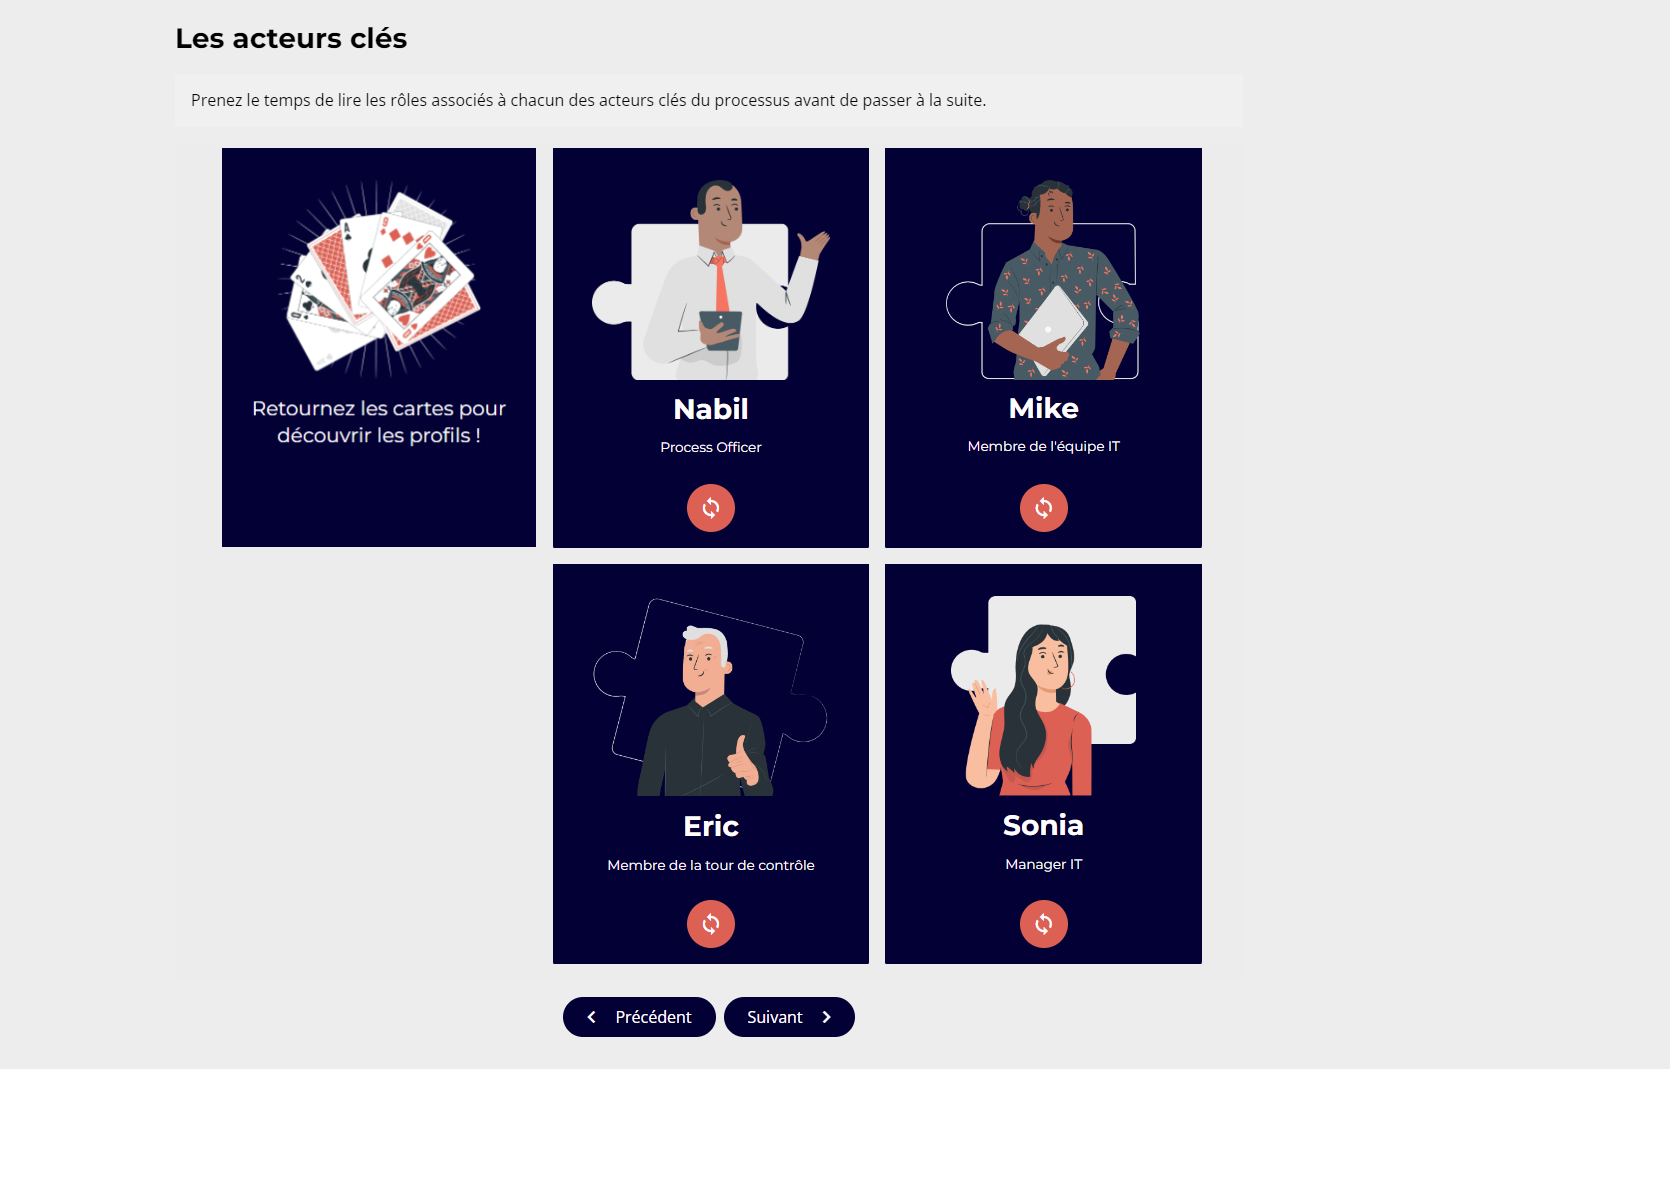 Les acteurs clés
Prenez le temps de lire les rôles associés à chacun des acteurs clés du processus avant de passer à la suite.
Retournez les cartes pour
découvrir les profils !
Nabil
Process Officer
Mike
Membre de l'équipe IT
Eric
Membre de la tour de contrôle
Sonia
Manager IT
Précédent
Suivant